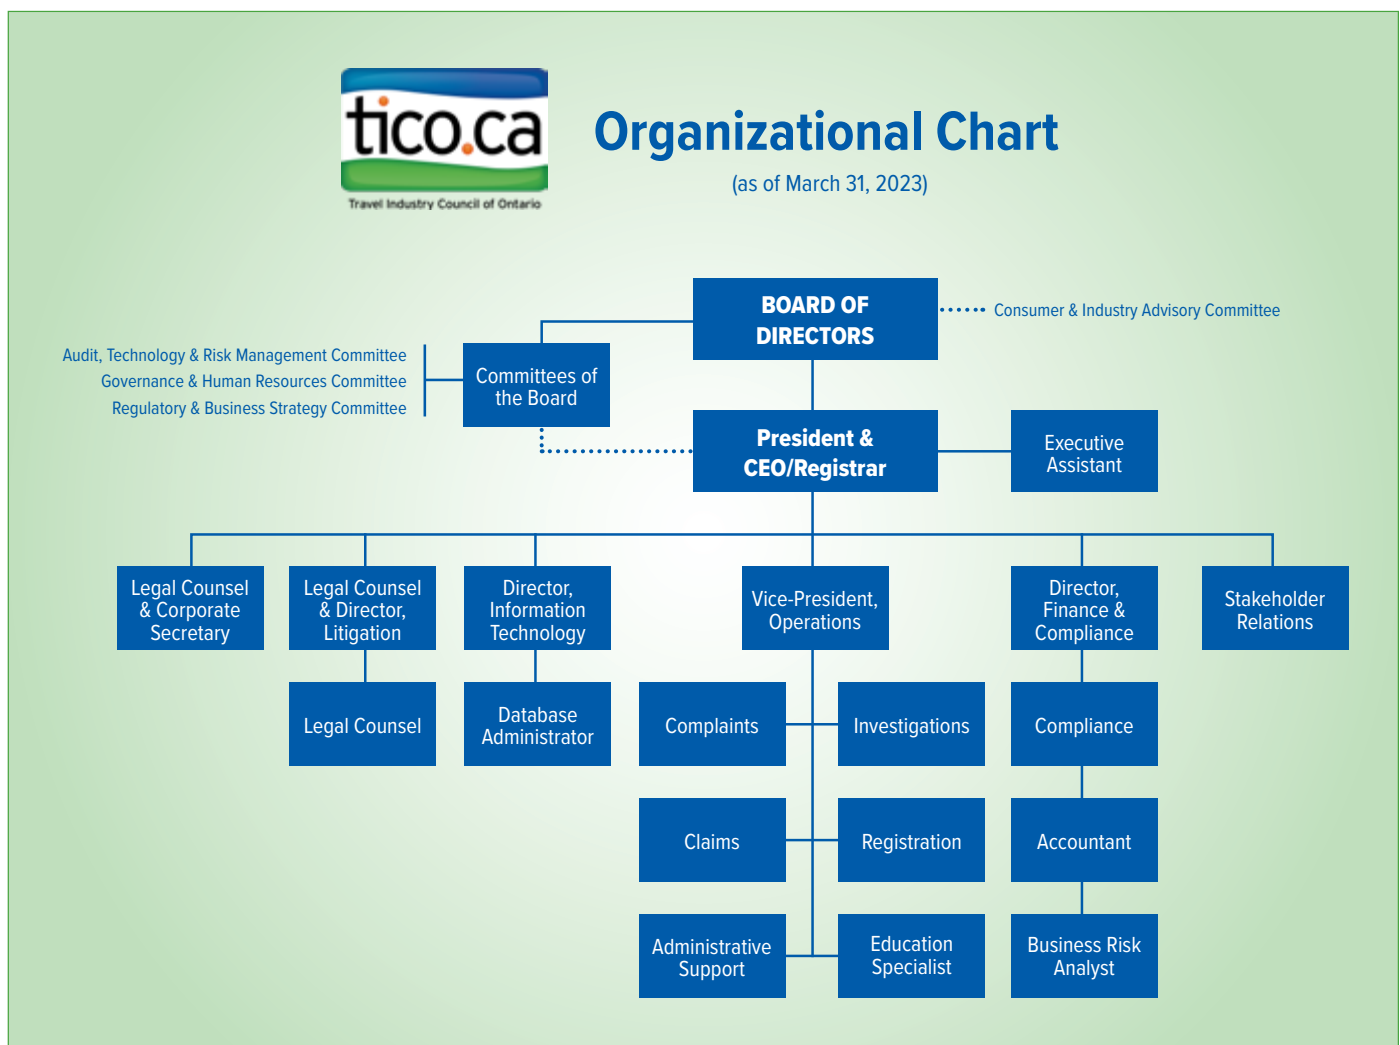 tico.ca
Travel Industry Council of Ontario
Organizational Chart
(as of March 31, 2023)
BOARD OF
DIRECTORS
Consumer & Industry Advisory Committee
Audit, Technology & Risk Management Committee
Governance & Human Resources Committee
Regulatory & Business Strategy Committee
Committees of
the Board
President &
CEO/Registrar
Executive
Assistant
Legal Counsel
& Corporate
Secretary
Legal Counsel
& Director,
Litigation
Director,
Information
Technology
Vice-President,
Operations
Director,
Finance &
Compliance
Stakeholder
Relations
Legal Counsel
Database
Administrator
Complaints
Investigations
Compliance
Claims
Registration
Accountant
Administrative
Support
Education
Specialist
Business Risk
Analyst